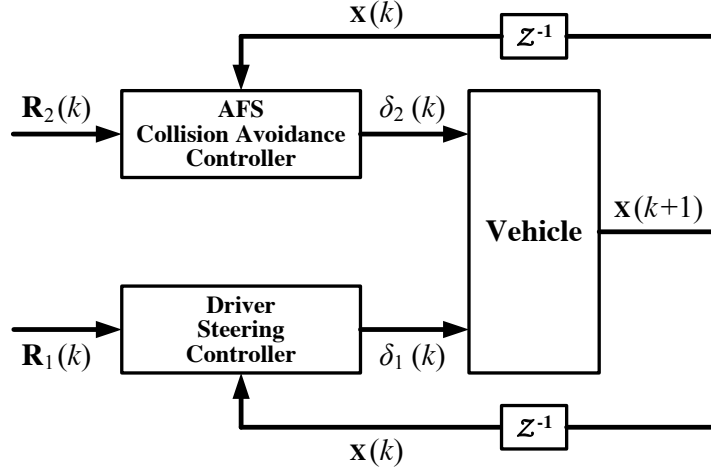 x(k)
Z⁻¹
R₂(k)
AFS
Collision Avoidance
Controller
δ₂(k)
Vehicle
x(k+1)
R₁(k)
Driver
Steering
Controller
δ₁(k)
x(k)
Z⁻¹